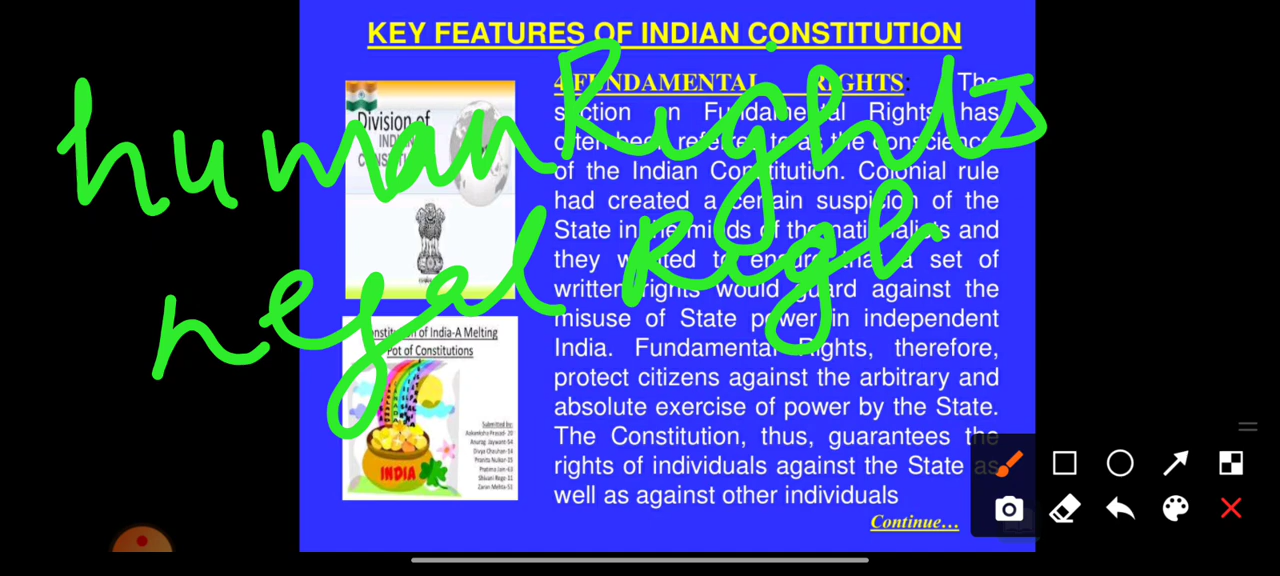 KEY FEATURES OF INDIAN CONSTITUTION
human Rights
Division of
INDIAN
4.FUNDAMENTAL RIGHTS: The
section on Fundamental Rights has
often been referred to as the conscience
of the Indian Constitution. Colonial rule
had created a certain suspicion of the
State in the minds of the nationalists and
they wanted to ensure that a set of
written rights would guard against the
misuse of State power in independent
India. Fundamental Rights, therefore,
protect citizens against the arbitrary and
absolute exercise of power by the State.
The Constitution, thus, guarantees the
rights of individuals against the State as
well as against other individuals
Continue...
Constitution of India-A Melting
Pot of Constitutions
Submitted by:
INDIA